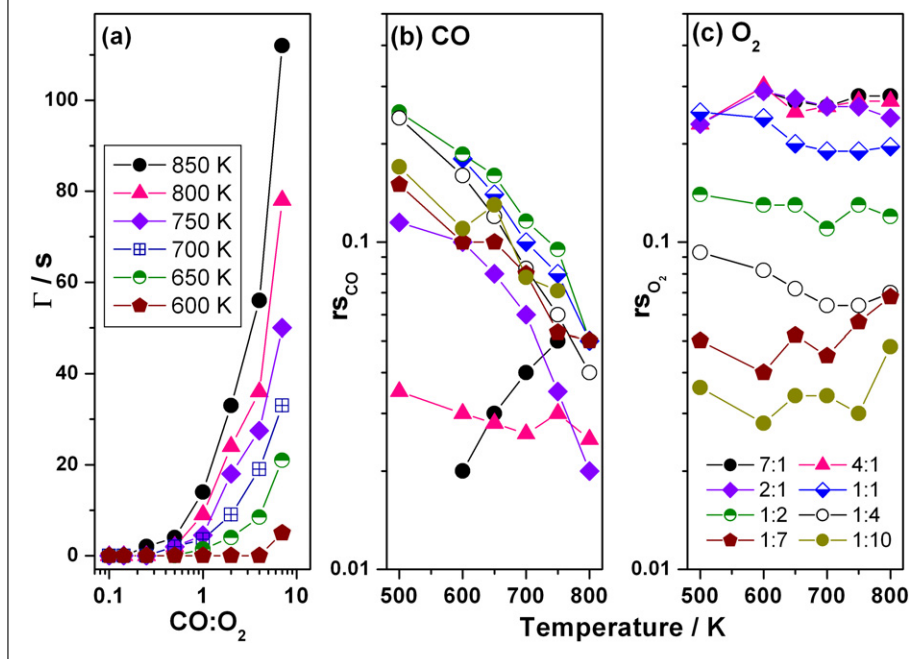 (a)
Γ / s
100
80
60
40
20
0
850 K
800 K
750 K
700 K
650 K
600 K
0.1
1
10
CO:O₂
(b) CO
rs_CO
0.1
0.01
500
600
700
800
(c) O₂
rs_O₂
0.1
0.01
7:1
4:1
2:1
1:1
1:2
1:4
1:7
1:10
500
600
700
800
Temperature / K